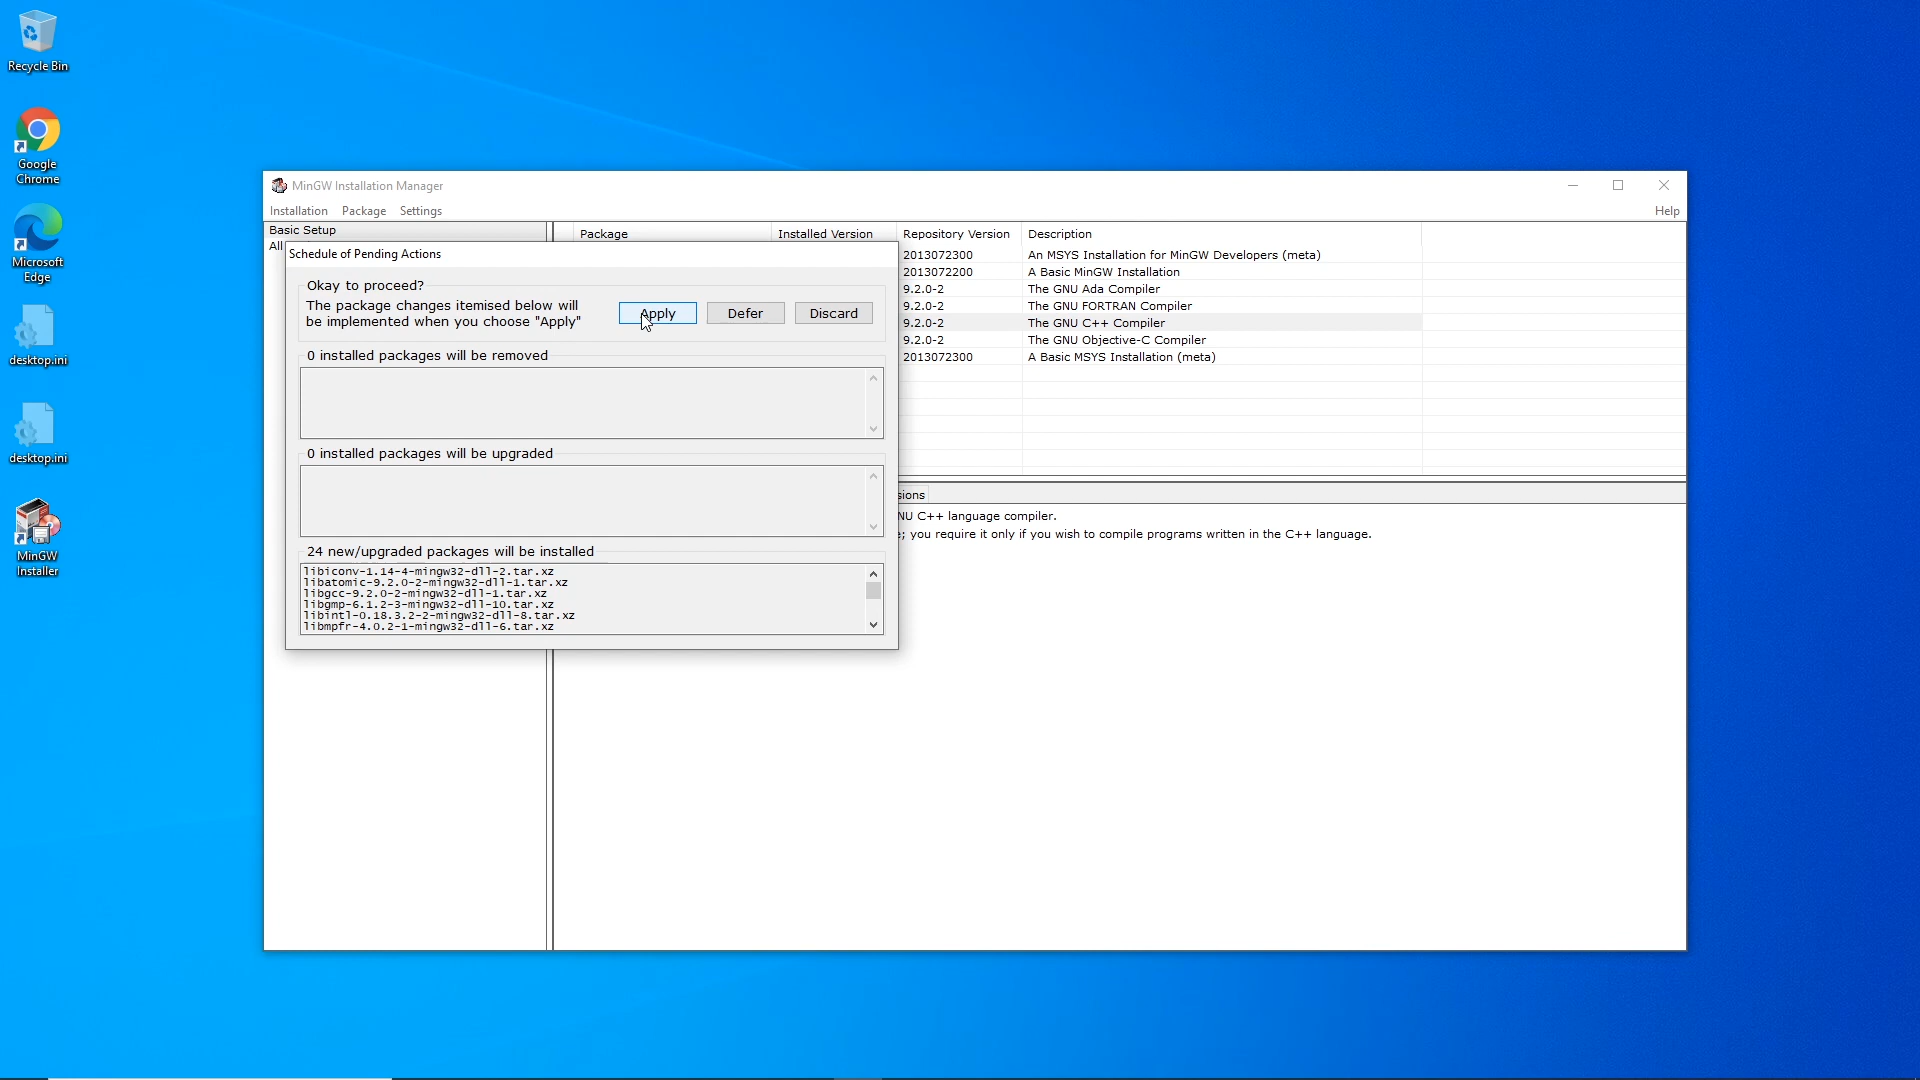 Recycle Bin
Google
Chrome
Microsoft
Edge
desktop.ini
desktop.ini
MinGW
Installer
MinGW Installation Manager
Installation Package Settings Help
Basic Setup
All
Package Installed Version Repository Version Description
2013072300 An MSYS Installation for MinGW Developers (meta)
2013072200 A Basic MinGW Installation
9.2.0-2 The GNU Ada Compiler
9.2.0-2 The GNU FORTRAN Compiler
9.2.0-2 The GNU C++ Compiler
9.2.0-2 The GNU Objective-C Compiler
2013072300 A Basic MSYS Installation (meta)
sions
NU C++ language compiler.
e; you require it only if you wish to compile programs written in the C++ language.
Schedule of Pending Actions
Okay to proceed?
The package changes itemised below will
be implemented when you choose "Apply"
Apply Defer Discard
0 installed packages will be removed
0 installed packages will be upgraded
24 new/upgraded packages will be installed
libiconv-1.14-4-mingw32-dll-2.tar.xz
libatomic-9.2.0-2-mingw32-dll-1.tar.xz
libgcc-9.2.0-2-mingw32-dll-1.tar.xz
libgmp-6.1.2-3-mingw32-dll-10.tar.xz
libintl-0.18.3.2-2-mingw32-dll-8.tar.xz
libmpfr-4.0.2-1-mingw32-dll-6.tar.xz